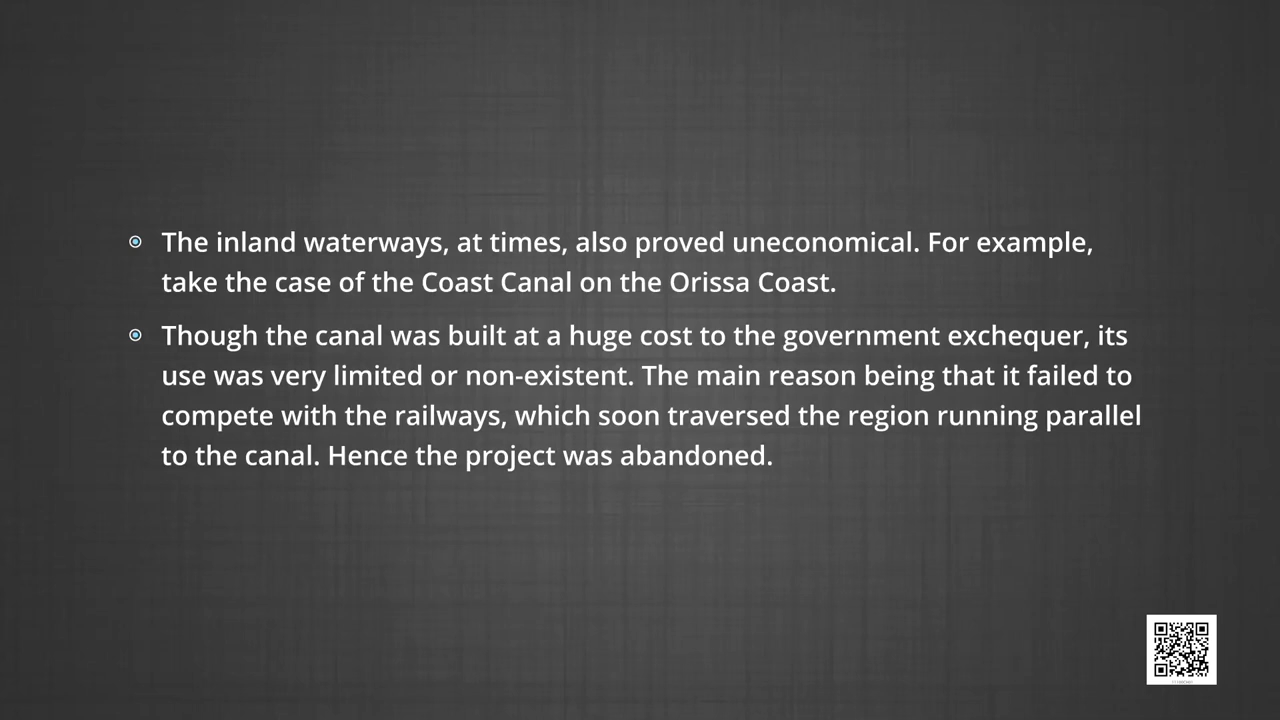 The inland waterways, at times, also proved uneconomical. For example,
take the case of the Coast Canal on the Orissa Coast.
Though the canal was built at a huge cost to the government exchequer, its
use was very limited or non-existent. The main reason being that it failed to
compete with the railways, which soon traversed the region running parallel
to the canal. Hence the project was abandoned.